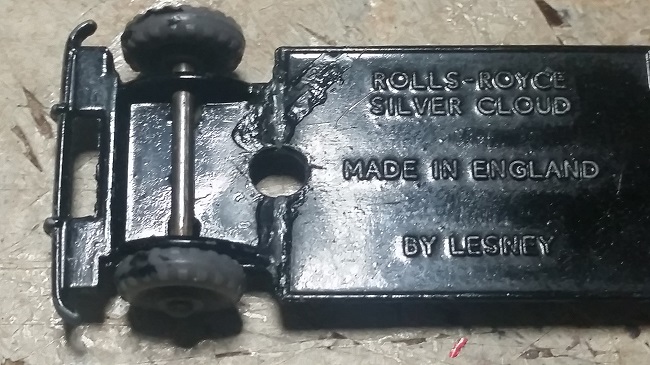 ROLLS-ROYCE
SILVER CLOUD
MADE IN ENGLAND
BY LESNEY